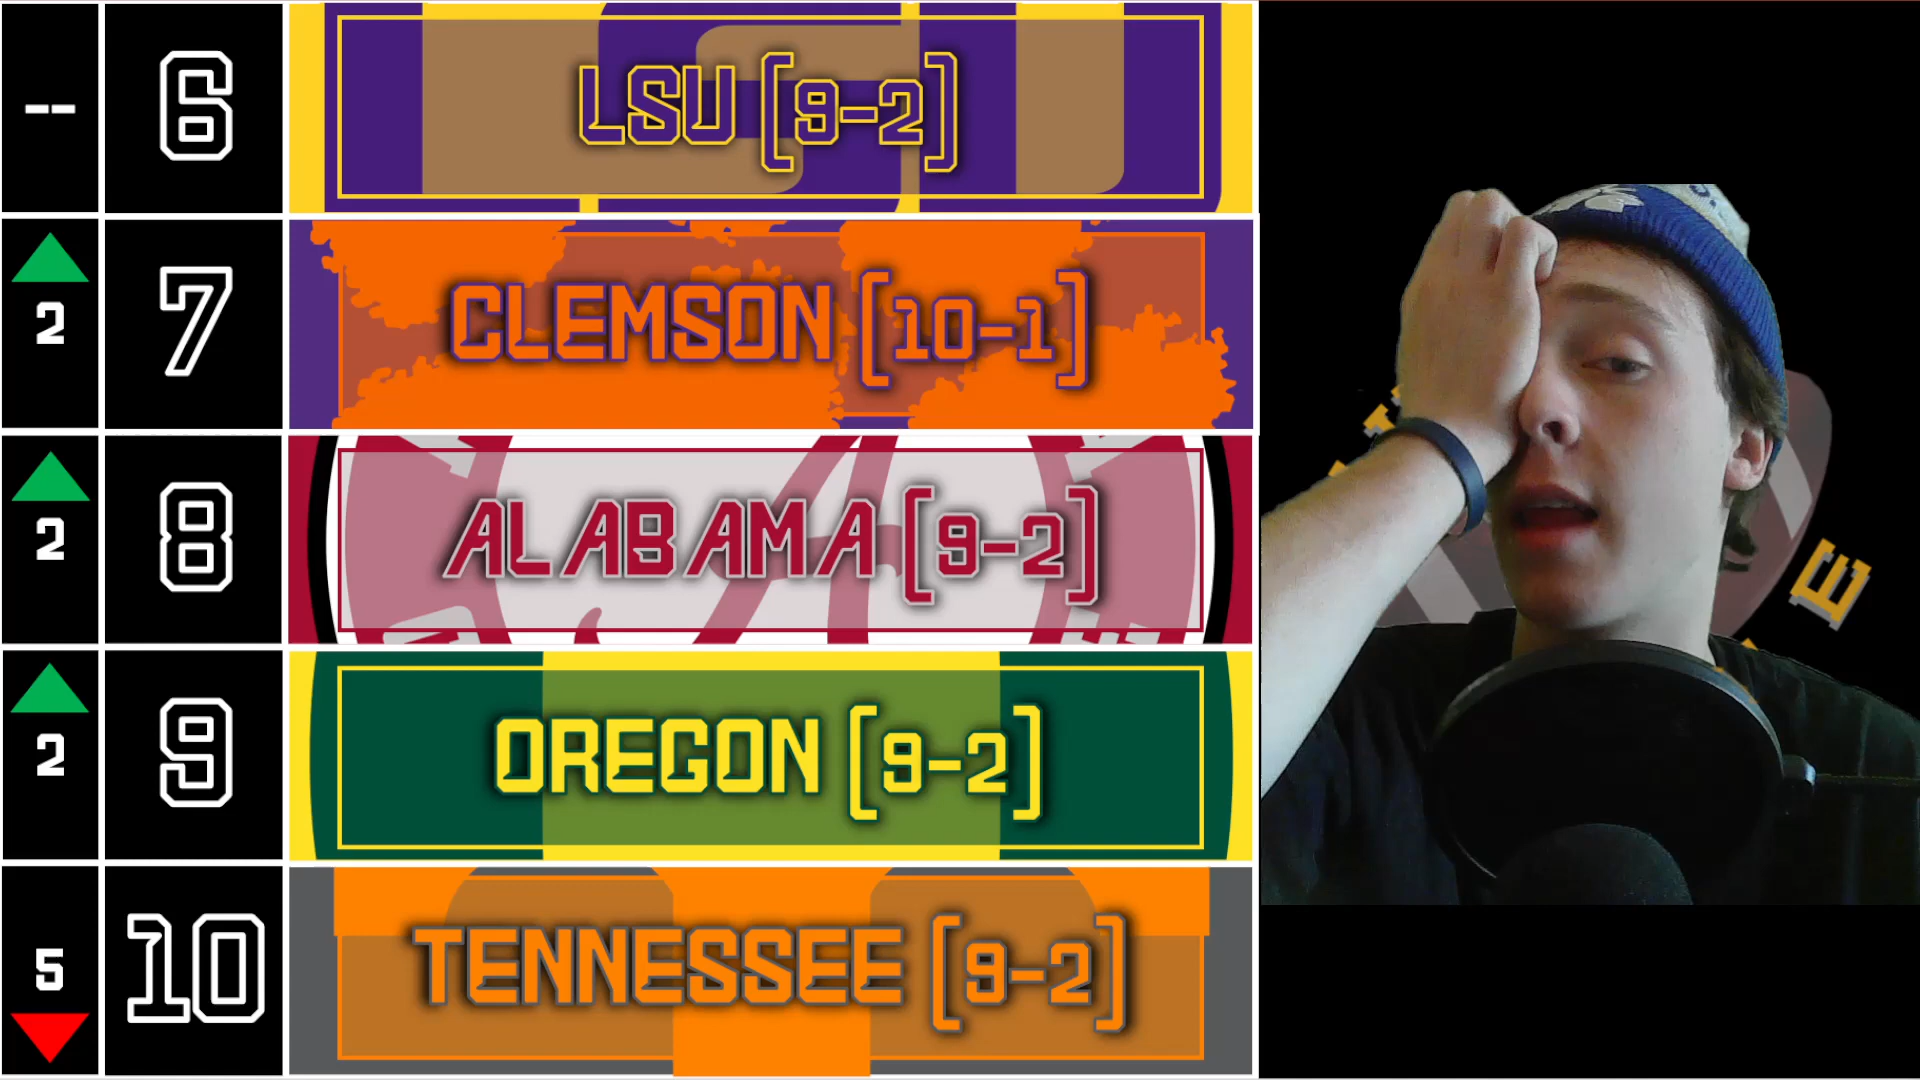 -- 6 LSU [9-2]
2 7 CLEMSON [10-1]
2 8 ALABAMA [9-2]
2 9 OREGON [9-2]
5 10 TENNESSEE [9-2]
E